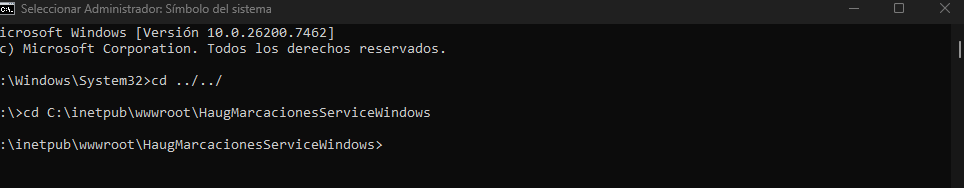 Seleccionar Administrador: Símbolo del sistema
icrosoft Windows [Versión 10.0.26200.7462]
c) Microsoft Corporation. Todos los derechos reservados.
:\Windows\System32>cd ../../
:\>cd C:\inetpub\wwwroot\HaugMarcacionesServiceWindows
:\inetpub\wwwroot\HaugMarcacionesServiceWindows>